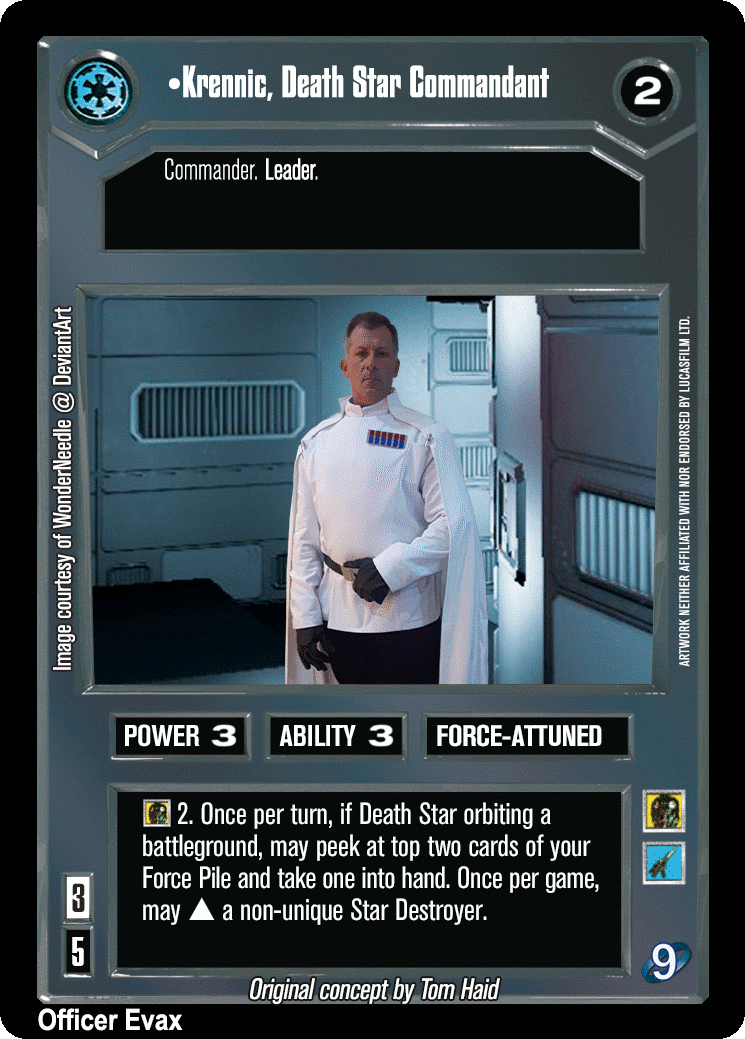 •Krennic, Death Star Commandant
2
Commander. Leader.
Image courtesy of WonderNeedle @ DeviantArt
ARTWORK NEITHER AFFILIATED WITH NOR ENDORSED BY LUCASFILM LTD.
POWER 3
ABILITY 3
FORCE-ATTUNED
2. Once per turn, if Death Star orbiting a
battleground, may peek at top two cards of your
Force Pile and take one into hand. Once per game,
may ▲ a non-unique Star Destroyer.
3
5
9
Original concept by Tom Haid
Officer Evax